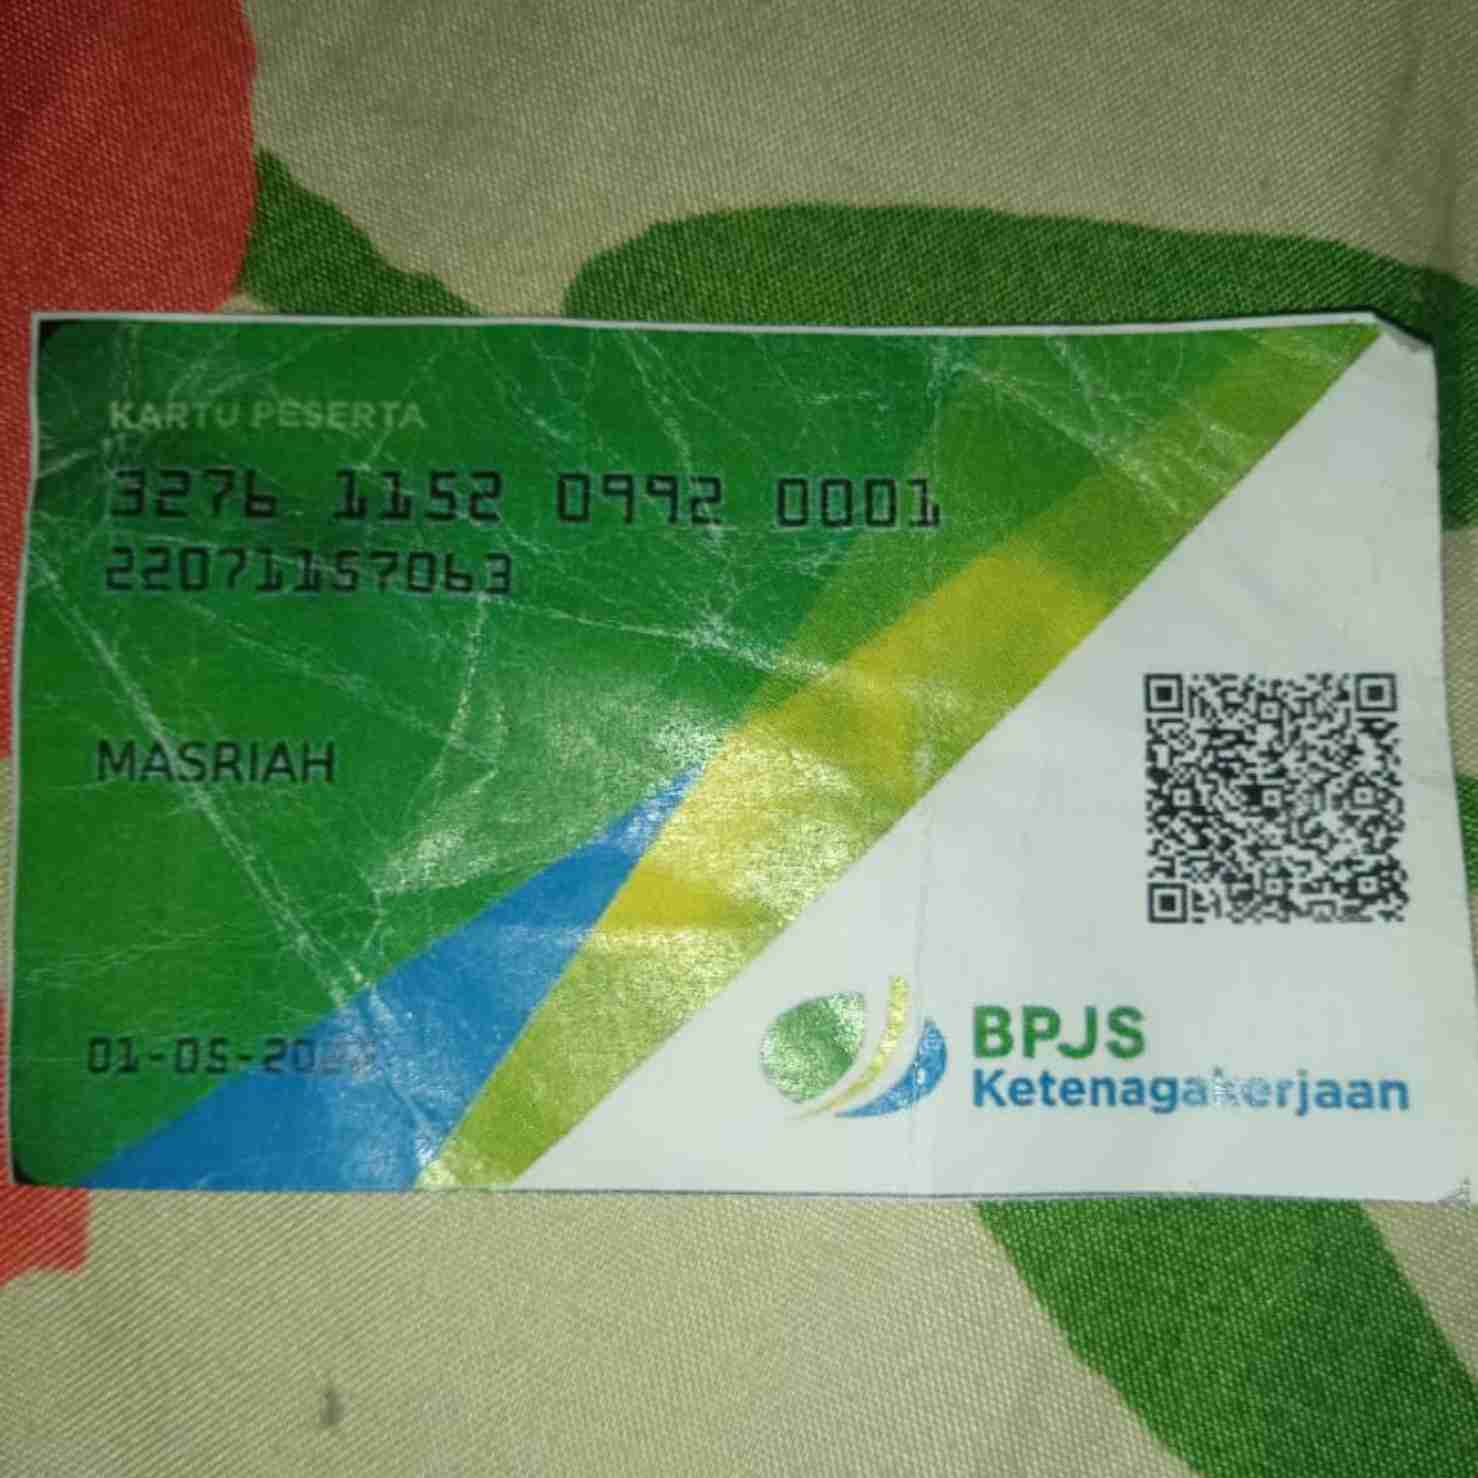 KARTU PESERTA
3276 1152 0992 0001
22071157063
MASRIAH
BPJS
Ketenagakerjaan